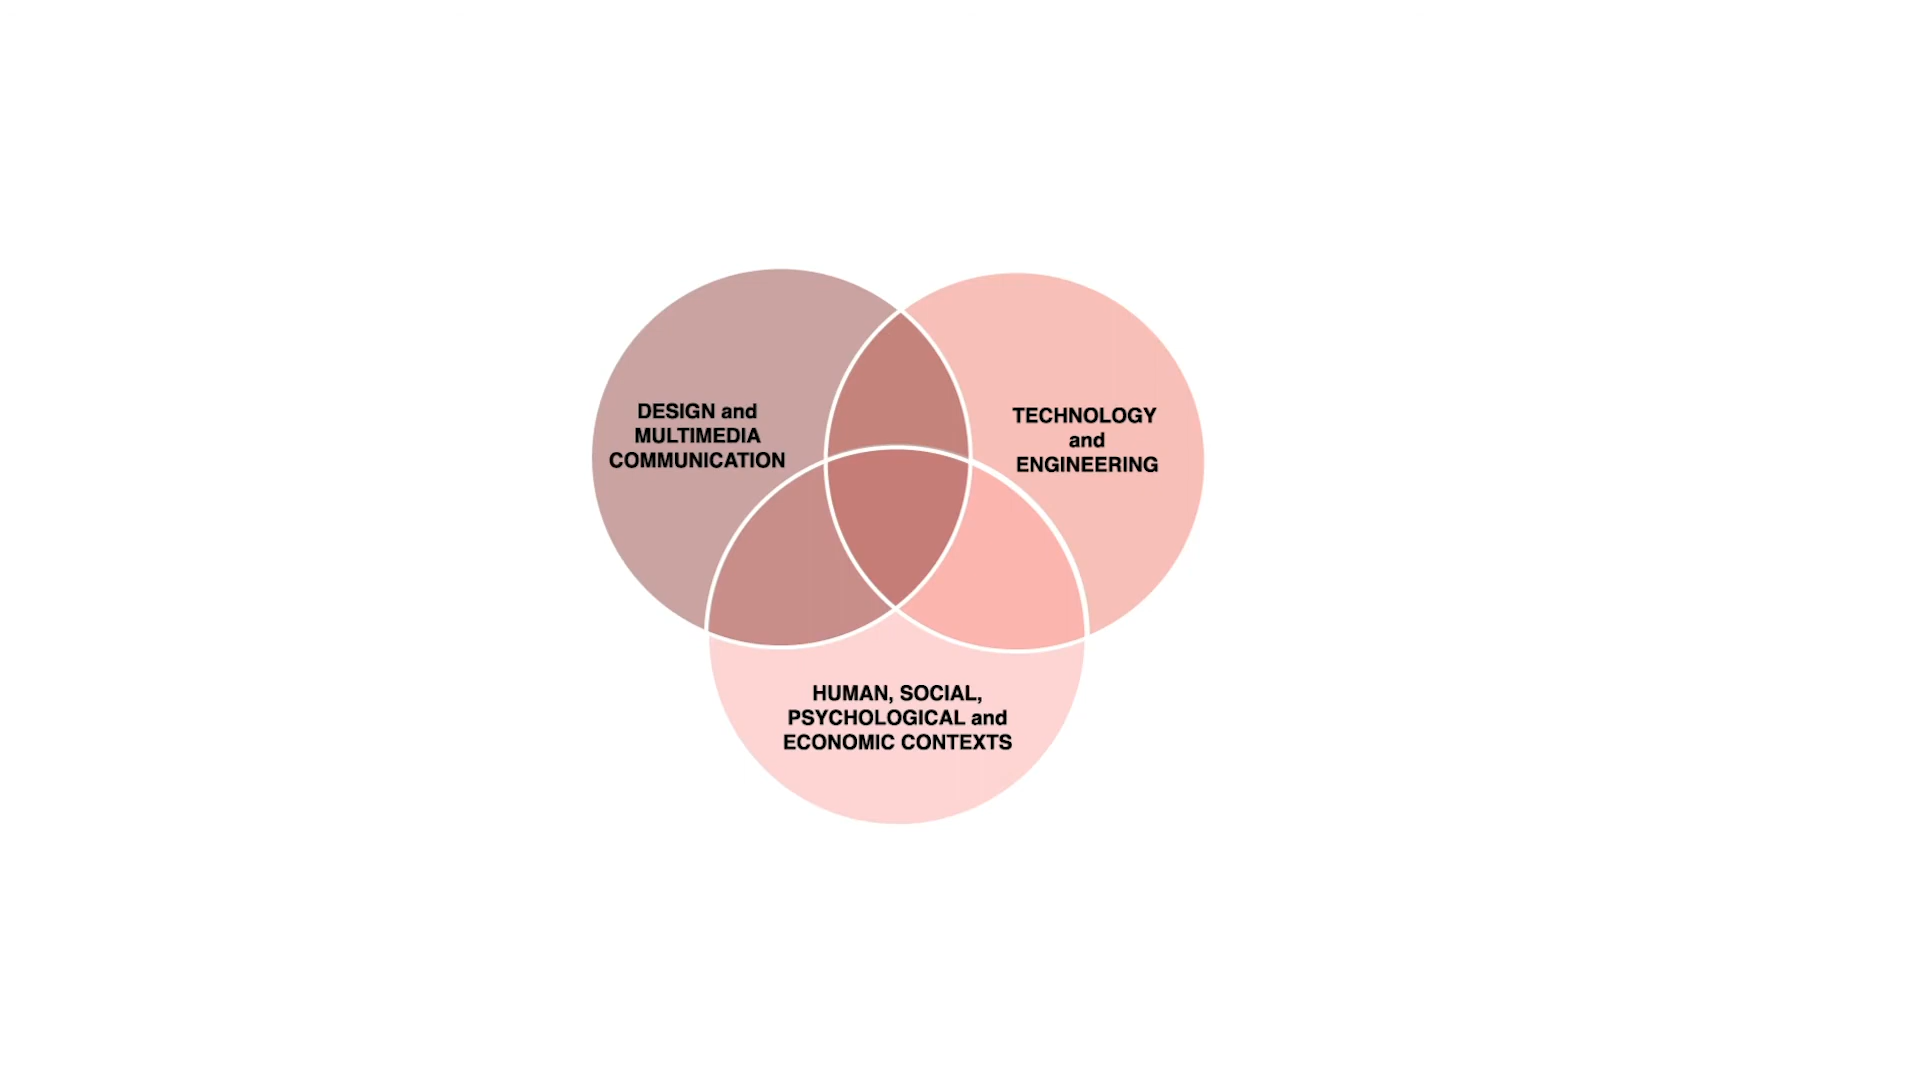 DESIGN and
MULTIMEDIA
COMMUNICATION
TECHNOLOGY
and
ENGINEERING
HUMAN, SOCIAL,
PSYCHOLOGICAL and
ECONOMIC CONTEXTS